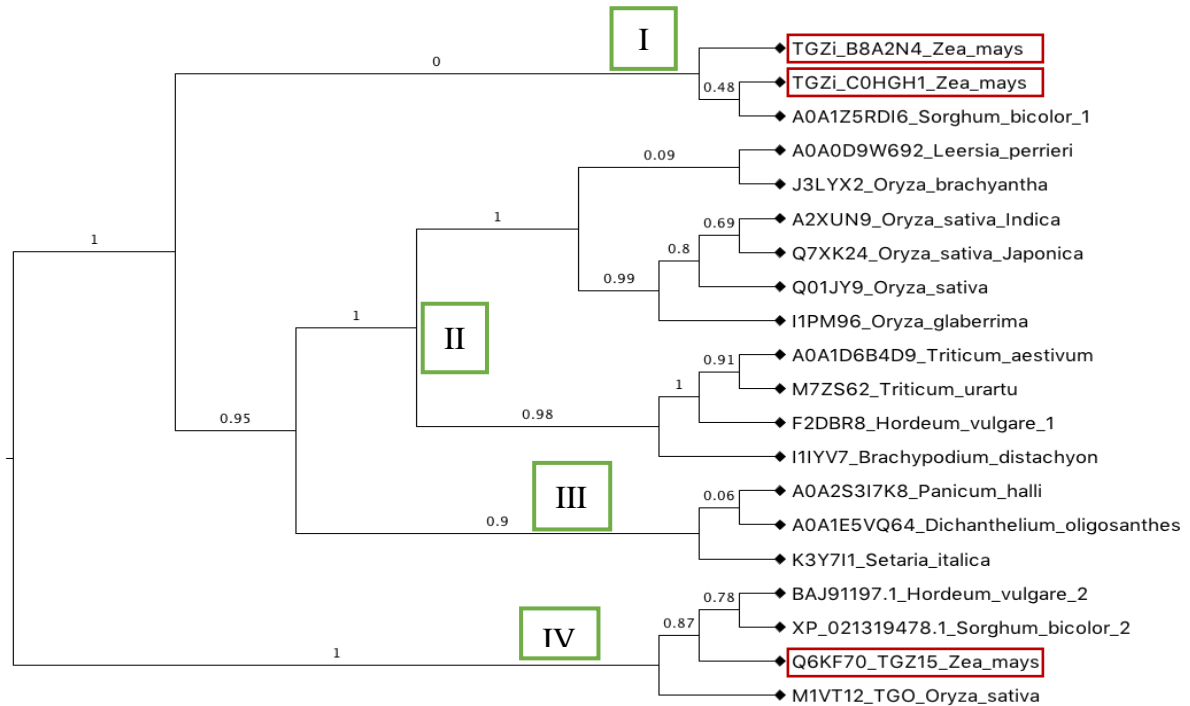 I
TGZi_B8A2N4_Zea_mays
0
TGZi_C0HGH1_Zea_mays
0.48
A0A1Z5RDI6_Sorghum_bicolor_1
A0A0D9W692_Leersia_perrieri
0.09
J3LYX2_Oryza_brachyantha
A2XUN9_Oryza_sativa_Indica
1
0.69
1
Q7XK24_Oryza_sativa_Japonica
0.8
0.99
Q01JY9_Oryza_sativa
1
I1PM96_Oryza_glaberrima
II
A0A1D6B4D9_Triticum_aestivum
0.91
M7ZS62_Triticum_urartu
1
0.95
0.98
F2DBR8_Hordeum_vulgare_1
I1IYV7_Brachypodium_distachyon
III
A0A2S3I7K8_Panicum_halli
0.06
0.9
A0A1E5VQ64_Dichanthelium_oligosanthes
K3Y7I1_Setaria_italica
BAJ91197.1_Hordeum_vulgare_2
0.78
XP_021319478.1_Sorghum_bicolor_2
0.87
IV
1
Q6KF70_TGZ15_Zea_mays
M1VT12_TGO_Oryza_sativa